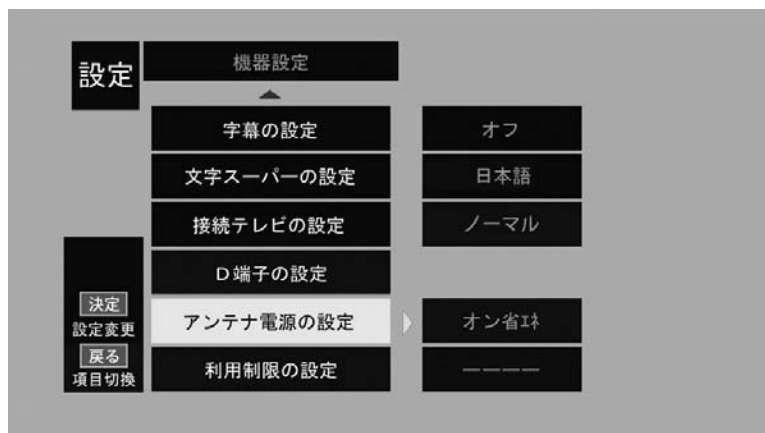 設定
機器設定
字幕の設定 オフ
文字スーパーの設定 日本語
接続テレビの設定 ノーマル
D端子の設定
アンテナ電源の設定 オン省エネ
利用制限の設定 ーーーー
決定
設定変更
戻る
項目切換